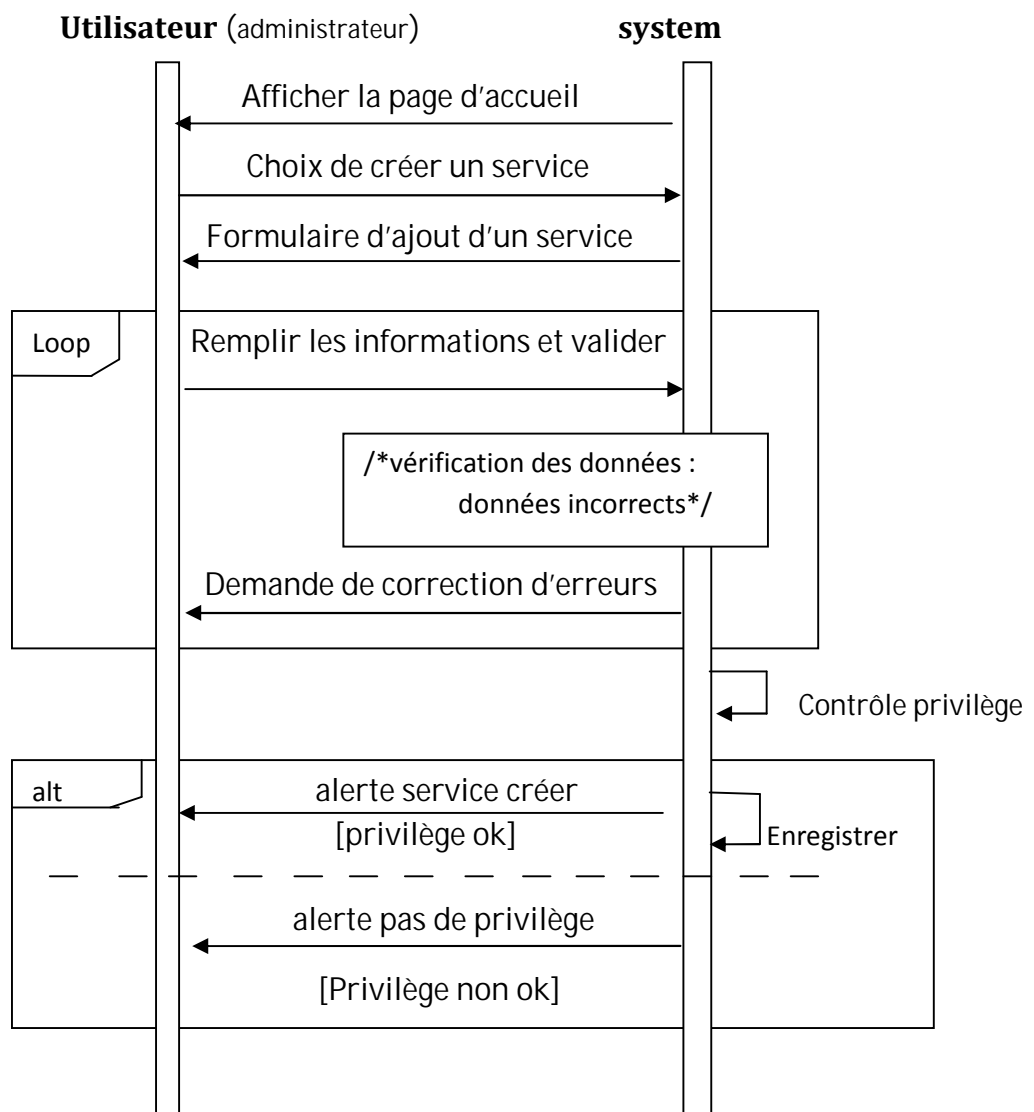 Utilisateur (administrateur) system
Afficher la page d'accueil
Choix de créer un service
Formulaire d'ajout d'un service
Loop
Remplir les informations et valider
/*vérification des données :
données incorrects*/
Demande de correction d'erreurs
Contrôle privilège
alt
alerte service créer
[privilège ok]
Enregistrer
alerte pas de privilège
[Privilège non ok]